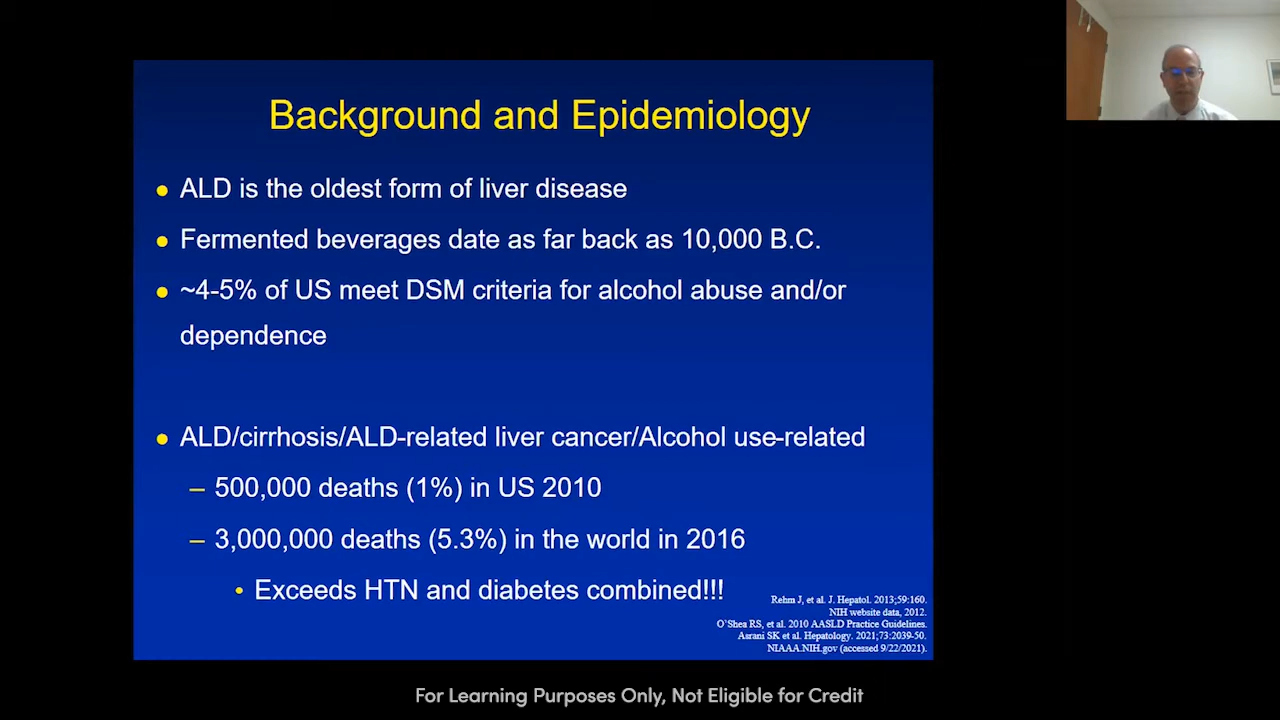 Background and Epidemiology
● ALD is the oldest form of liver disease
● Fermented beverages date as far back as 10,000 B.C.
● ~4-5% of US meet DSM criteria for alcohol abuse and/or
dependence
● ALD/cirrhosis/ALD-related liver cancer/Alcohol use-related
– 500,000 deaths (1%) in US 2010
– 3,000,000 deaths (5.3%) in the world in 2016
• Exceeds HTN and diabetes combined!!!
Rehm J, et al. J. Hepatol. 2013;59:160.
NIH website data, 2012.
O`Shea RS, et al. 2010 AASLD Practice Guidelines.
Asrani SK et al. Hepatology. 2021;73:2039-50.
NIAAA.NIH.gov (accessed 9/22/2021).
For Learning Purposes Only, Not Eligible for Credit